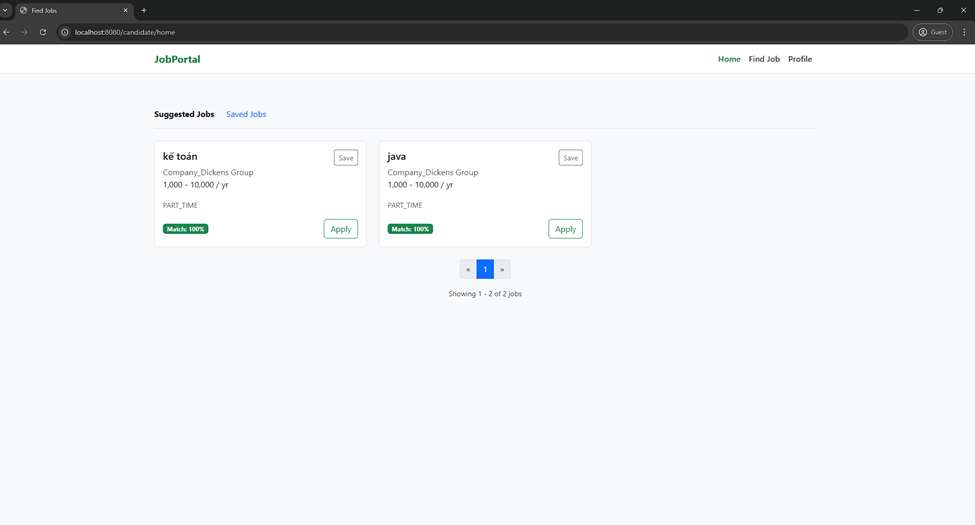 Find Jobs
localhost:8080/candidate/home
Guest
JobPortal
Home Find Job Profile
Suggested Jobs Saved Jobs
kế toán
Save
Company_Dickens Group
1,000 - 10,000 / yr
PART_TIME
Match: 100%
Apply
java
Save
Company_Dickens Group
1,000 - 10,000 / yr
PART_TIME
Match: 100%
Apply
« 1 »
Showing 1 - 2 of 2 jobs